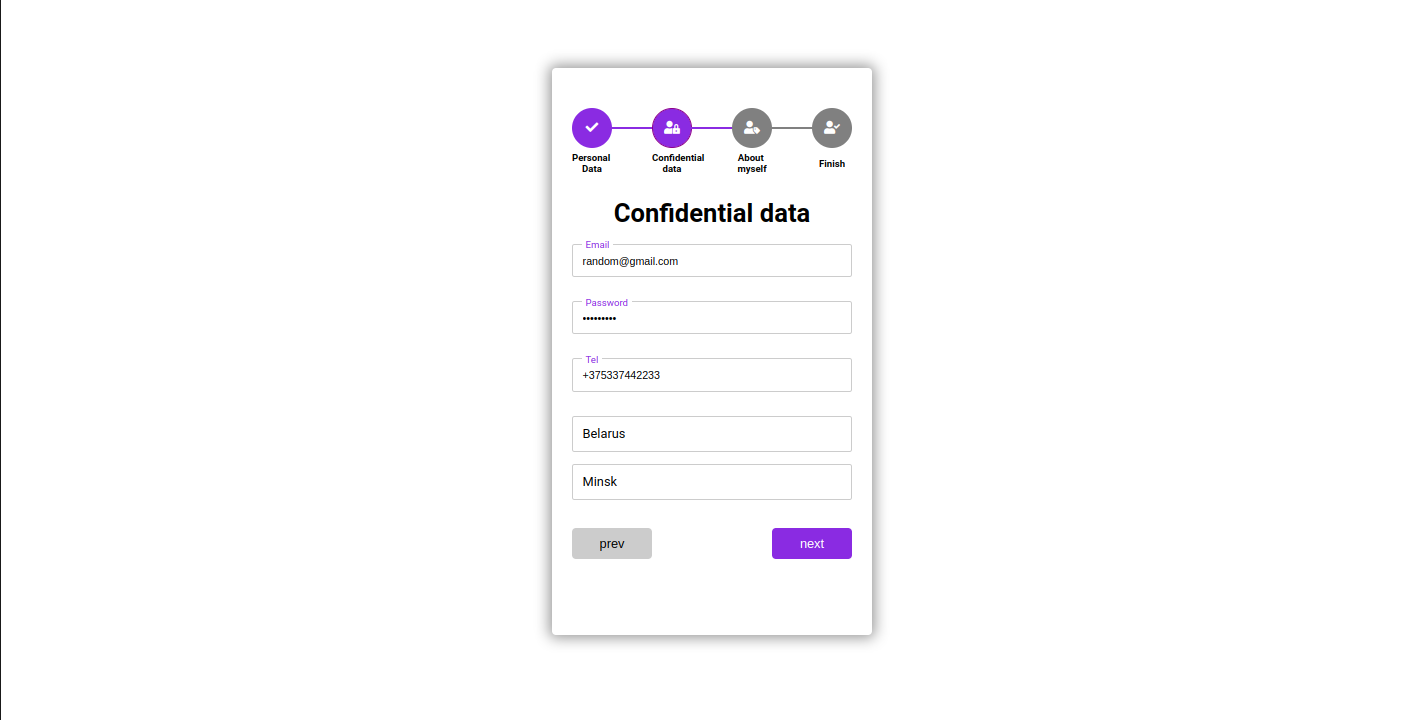 Personal
Data
Confidential
data
About
myself
Finish
Confidential data
Email
random@gmail.com
Password
•••••••••
Tel
+375337442233
Belarus
Minsk
prev
next